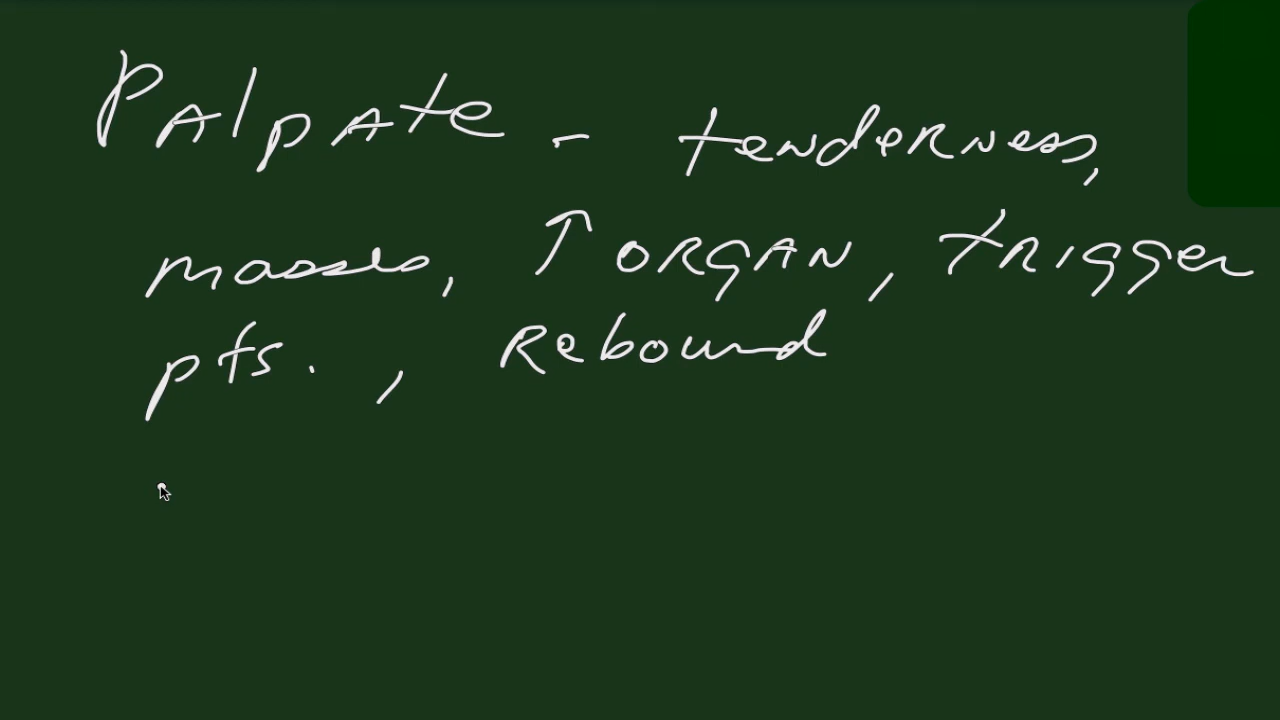 Palpate - tenderness,
masses, ↑ organ, trigger
pts., Rebound